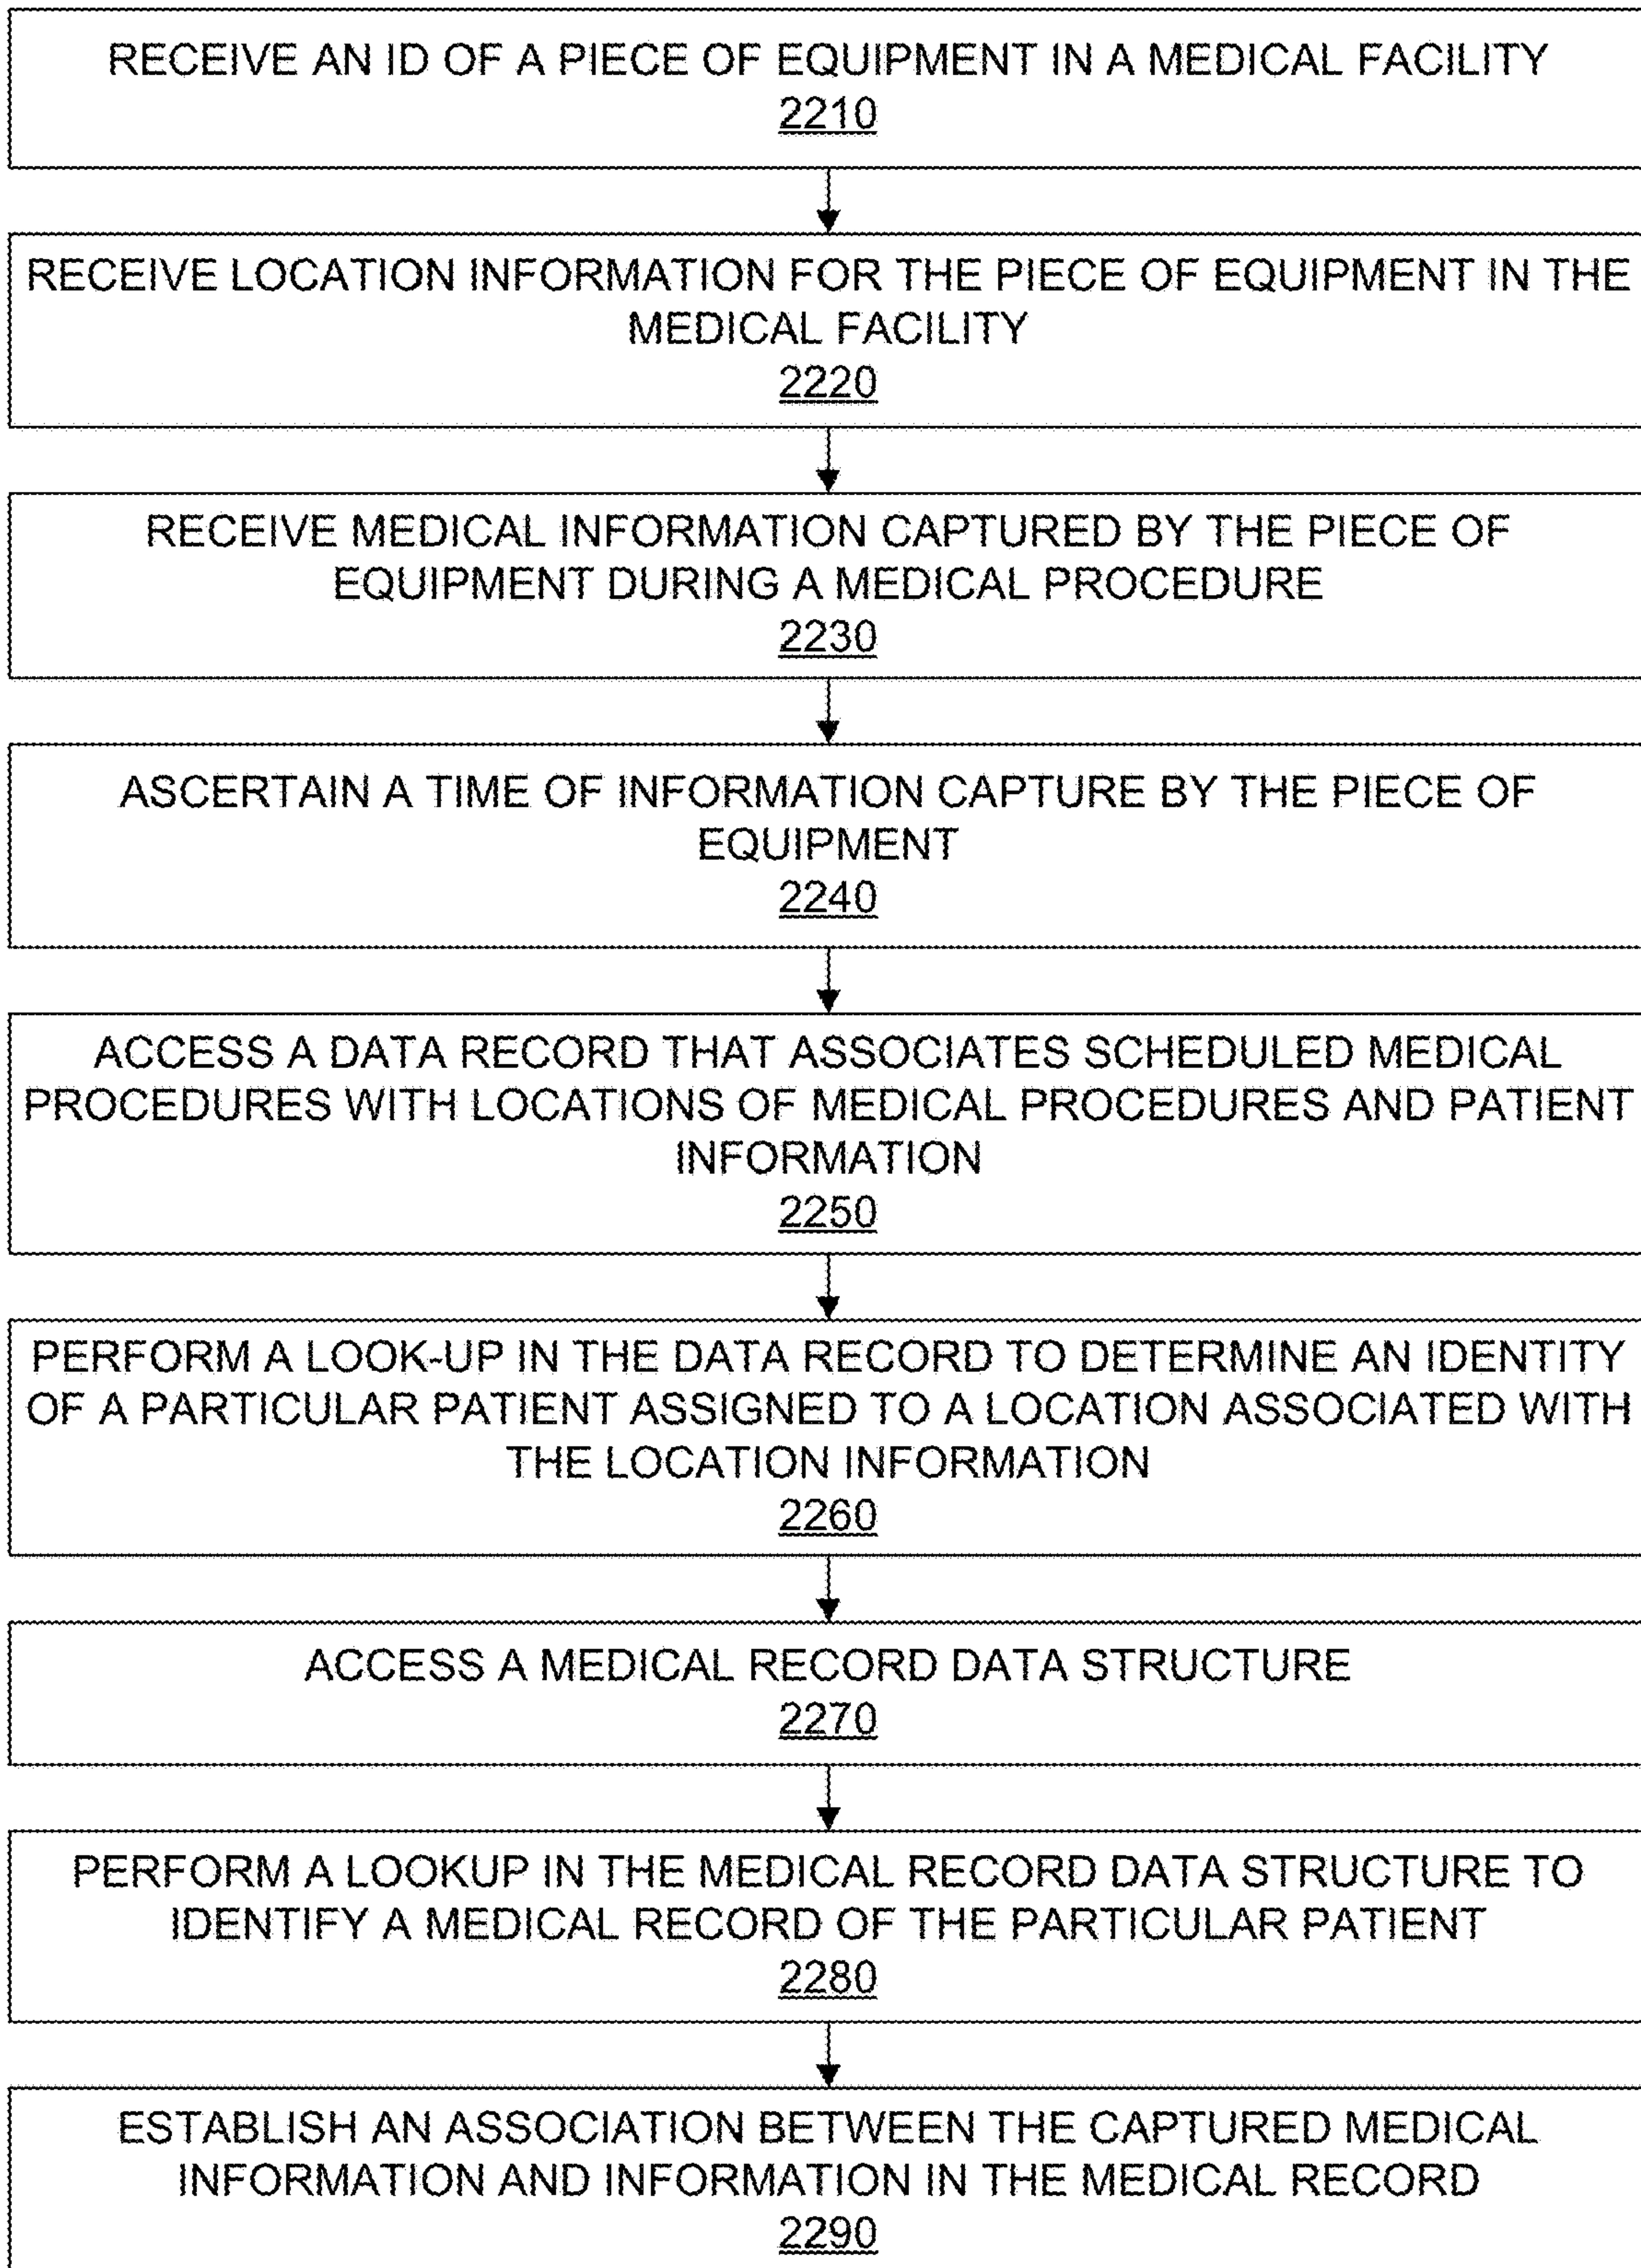 RECEIVE AN ID OF A PIECE OF EQUIPMENT IN A MEDICAL FACILITY
2210
RECEIVE LOCATION INFORMATION FOR THE PIECE OF EQUIPMENT IN THE
MEDICAL FACILITY
2220
RECEIVE MEDICAL INFORMATION CAPTURED BY THE PIECE OF
EQUIPMENT DURING A MEDICAL PROCEDURE
2230
ASCERTAIN A TIME OF INFORMATION CAPTURE BY THE PIECE OF
EQUIPMENT
2240
ACCESS A DATA RECORD THAT ASSOCIATES SCHEDULED MEDICAL
PROCEDURES WITH LOCATIONS OF MEDICAL PROCEDURES AND PATIENT
INFORMATION
2250
PERFORM A LOOK-UP IN THE DATA RECORD TO DETERMINE AN IDENTITY
OF A PARTICULAR PATIENT ASSIGNED TO A LOCATION ASSOCIATED WITH
THE LOCATION INFORMATION
2260
ACCESS A MEDICAL RECORD DATA STRUCTURE
2270
PERFORM A LOOKUP IN THE MEDICAL RECORD DATA STRUCTURE TO
IDENTIFY A MEDICAL RECORD OF THE PARTICULAR PATIENT
2280
ESTABLISH AN ASSOCIATION BETWEEN THE CAPTURED MEDICAL
INFORMATION AND INFORMATION IN THE MEDICAL RECORD
2290